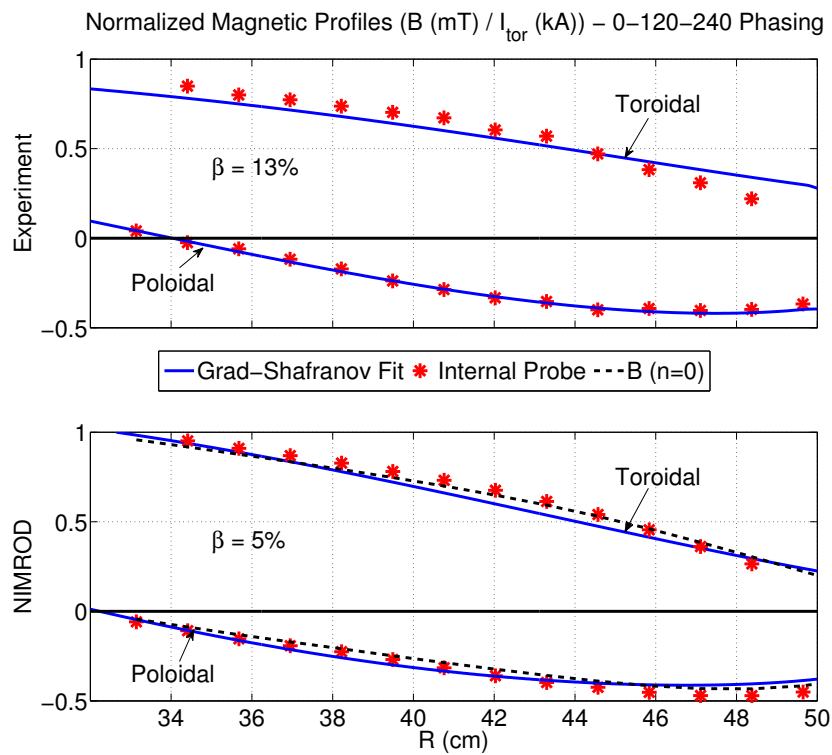 Normalized Magnetic Profiles (B (mT) / I_tor (kA)) − 0−120−240 Phasing
1
0.5
0
−0.5
Experiment
Toroidal
β = 13%
Poloidal
Grad−Shafranov Fit
Internal Probe
B (n=0)
1
0.5
0
−0.5
NIMROD
Toroidal
β = 5%
Poloidal
34 36 38 40 42 44 46 48 50
R (cm)